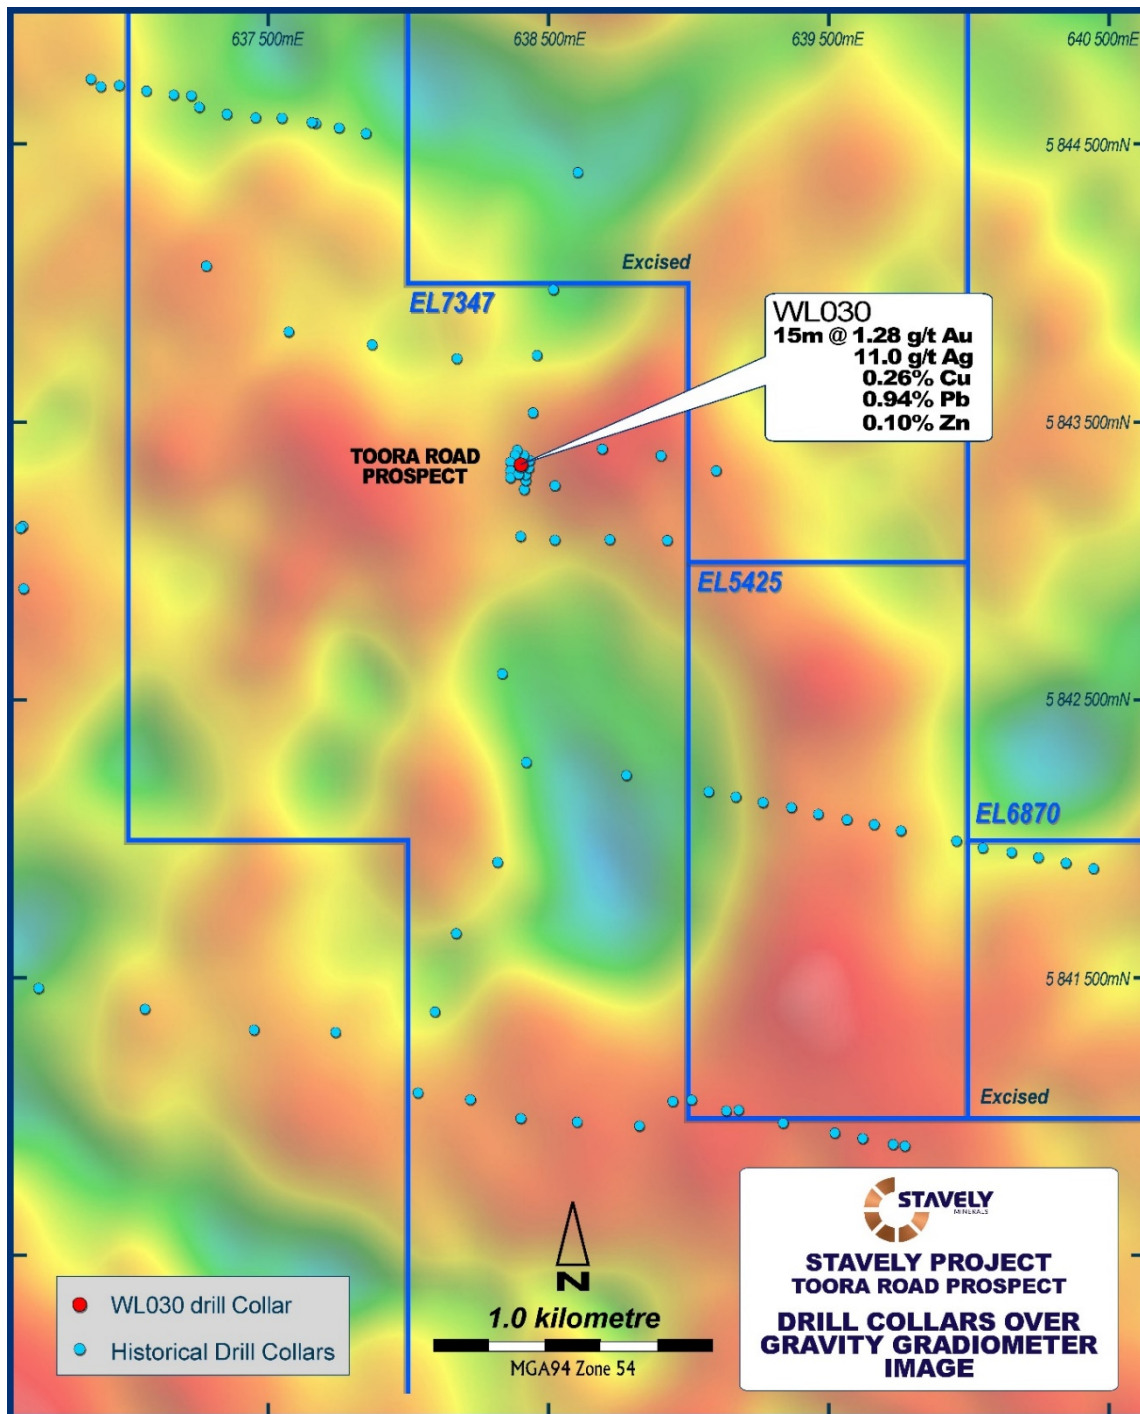 637 500mE
638 500mE
639 500mE
640 500mE
5 844 500mN
Excised
EL7347
WL030
15m @ 1.28 g/t Au
11.0 g/t Ag
0.26% Cu
0.94% Pb
0.10% Zn
5 843 500mN
TOORA ROAD
PROSPECT
EL5425
5 842 500mN
EL6870
5 841 500mN
Excised
WL030 drill Collar
Historical Drill Collars
N
1.0 kilometre
MGA94 Zone 54
STAVELY
MINERALS
STAVELY PROJECT
TOORA ROAD PROSPECT
DRILL COLLARS OVER
GRAVITY GRADIOMETER
IMAGE